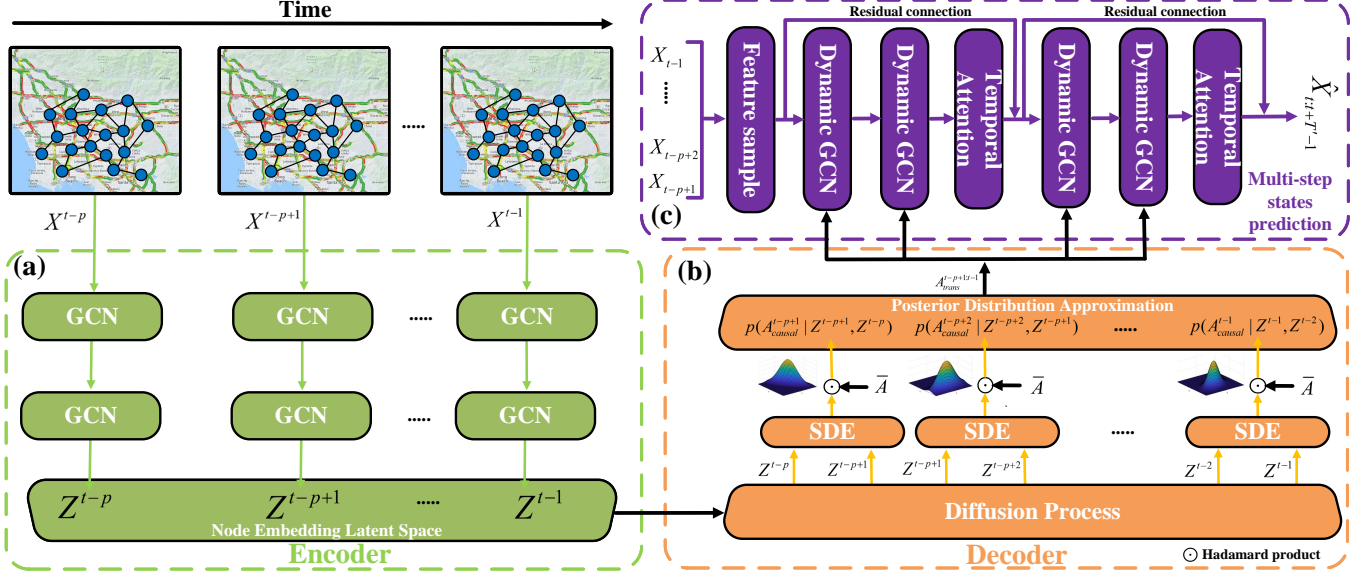 Time
.....
X^{t-p}
X^{t-p+1}
X^{t-1}
(a)
GCN
GCN
.....
GCN
GCN
GCN
.....
GCN
Z^{t-p}
Z^{t-p+1}
.....
Z^{t-1}
Node Embedding Latent Space
Encoder
Residual connection
Residual connection
X_{t-1}
......
X_{t-p+2}
X_{t-p+1}
Feature sample
Dynamic GCN
Dynamic GCN
Temporal
Attention
Dynamic GCN
Dynamic GCN
Temporal
Attention
\hat{X}_{t:t+T'-1}
(c)
Multi-step
states
prediction
(b)
A_{trans}^{t-p+1:t-1}
Posterior Distribution Approximation
p(A_{causal}^{t-p+1} | Z^{t-p+1}, Z^{t-p})
p(A_{causal}^{t-p+2} | Z^{t-p+2}, Z^{t-p+1})
.....
p(A_{causal}^{t-1} | Z^{t-1}, Z^{t-2})
\bar{A}
\bar{A}
\bar{A}
SDE
SDE
.....
SDE
Z^{t-p}
Z^{t-p+1}
Z^{t-p+1}
Z^{t-p+2}
Z^{t-2}
Z^{t-1}
Diffusion Process
Decoder
⊙ Hadamard product